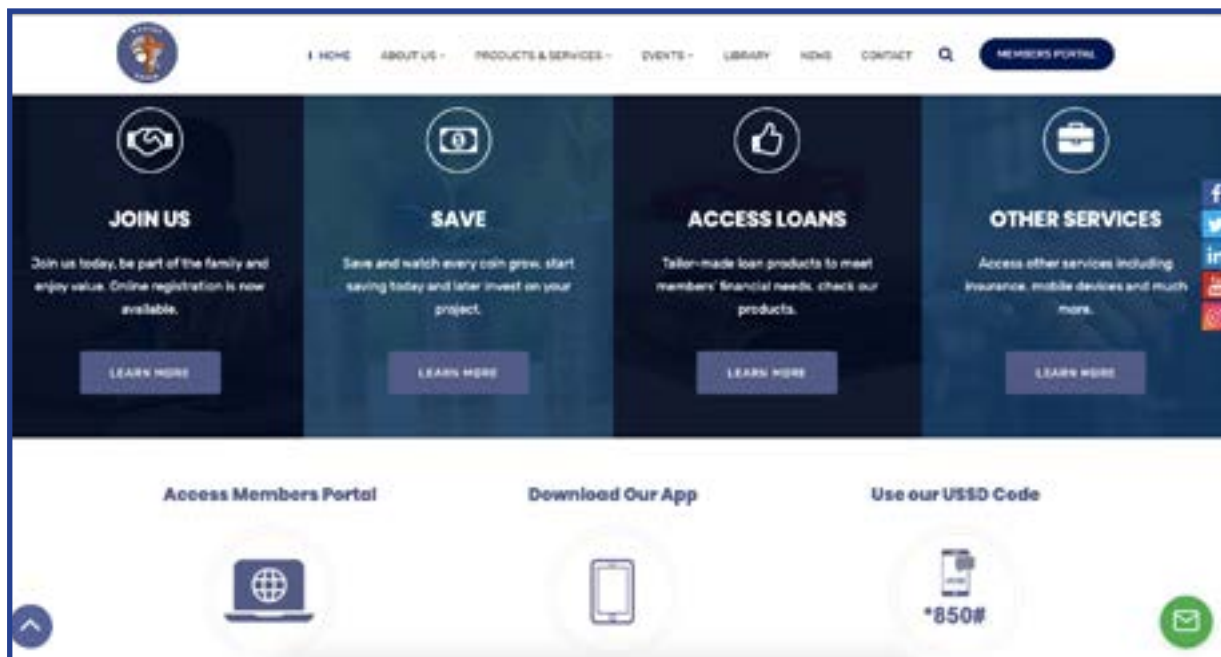 HOME ABOUT US PRODUCTS & SERVICES EVENTS LIBRARY NEWS CONTACT MEMBERS PORTAL
JOIN US
Join us today, be part of the family and
enjoy value. Online registration is now
available.
LEARN MORE
SAVE
Save and watch every coin grow, start
saving today and later invest on your
project.
LEARN MORE
ACCESS LOANS
Tailor-made loan products to meet
members' financial needs, check our
products.
LEARN MORE
OTHER SERVICES
Access other services including
insurance, mobile devices and much
more.
LEARN MORE
Access Members Portal
Download Our App
Use our USSD Code
*850#